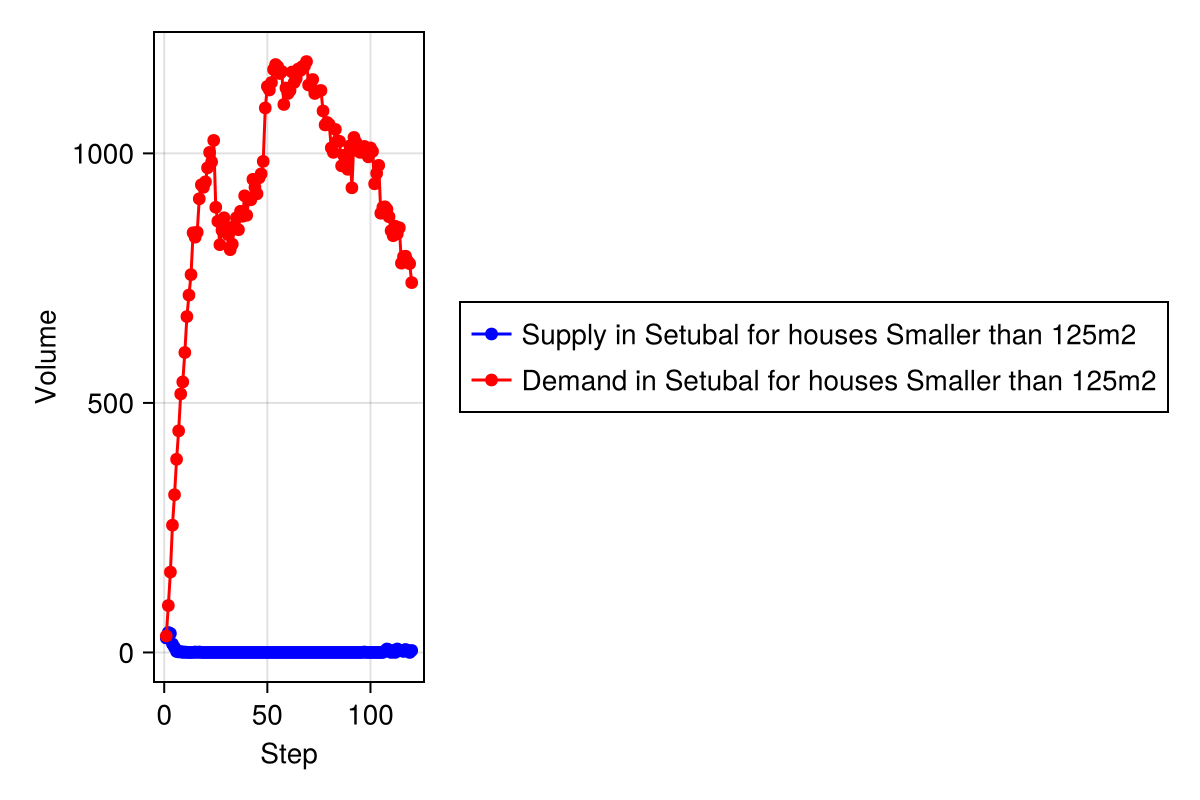 1000
500
0
Volume
0 50 100
Step
Supply in Setubal for houses Smaller than 125m2
Demand in Setubal for houses Smaller than 125m2